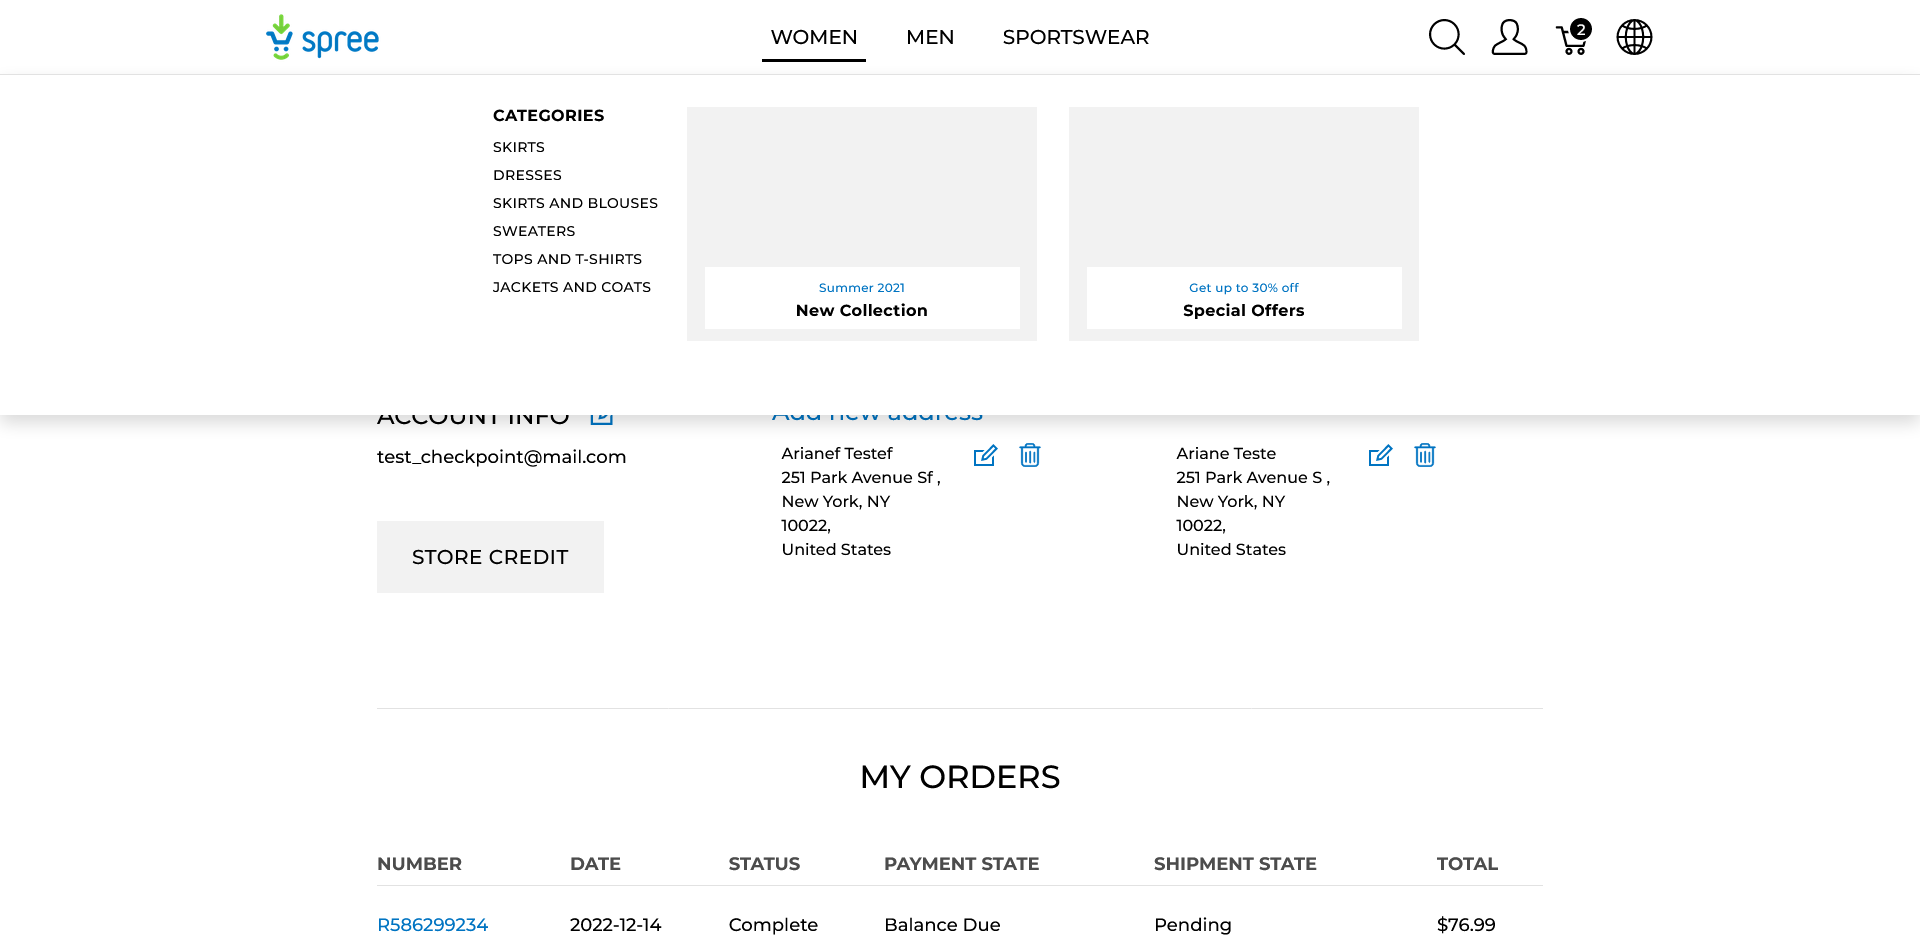 spree
WOMEN
MEN
SPORTSWEAR
2
CATEGORIES
SKIRTS
DRESSES
SKIRTS AND BLOUSES
SWEATERS
TOPS AND T-SHIRTS
JACKETS AND COATS
Summer 2021
New Collection
Get up to 30% off
Special Offers
ACCOUNT INFO
Add new address
test_checkpoint@mail.com
STORE CREDIT
Arianef Testef
251 Park Avenue Sf ,
New York, NY
10022,
United States
Ariane Teste
251 Park Avenue S ,
New York, NY
10022,
United States
MY ORDERS
NUMBER DATE STATUS PAYMENT STATE SHIPMENT STATE TOTAL
R586299234 2022-12-14 Complete Balance Due Pending $76.99